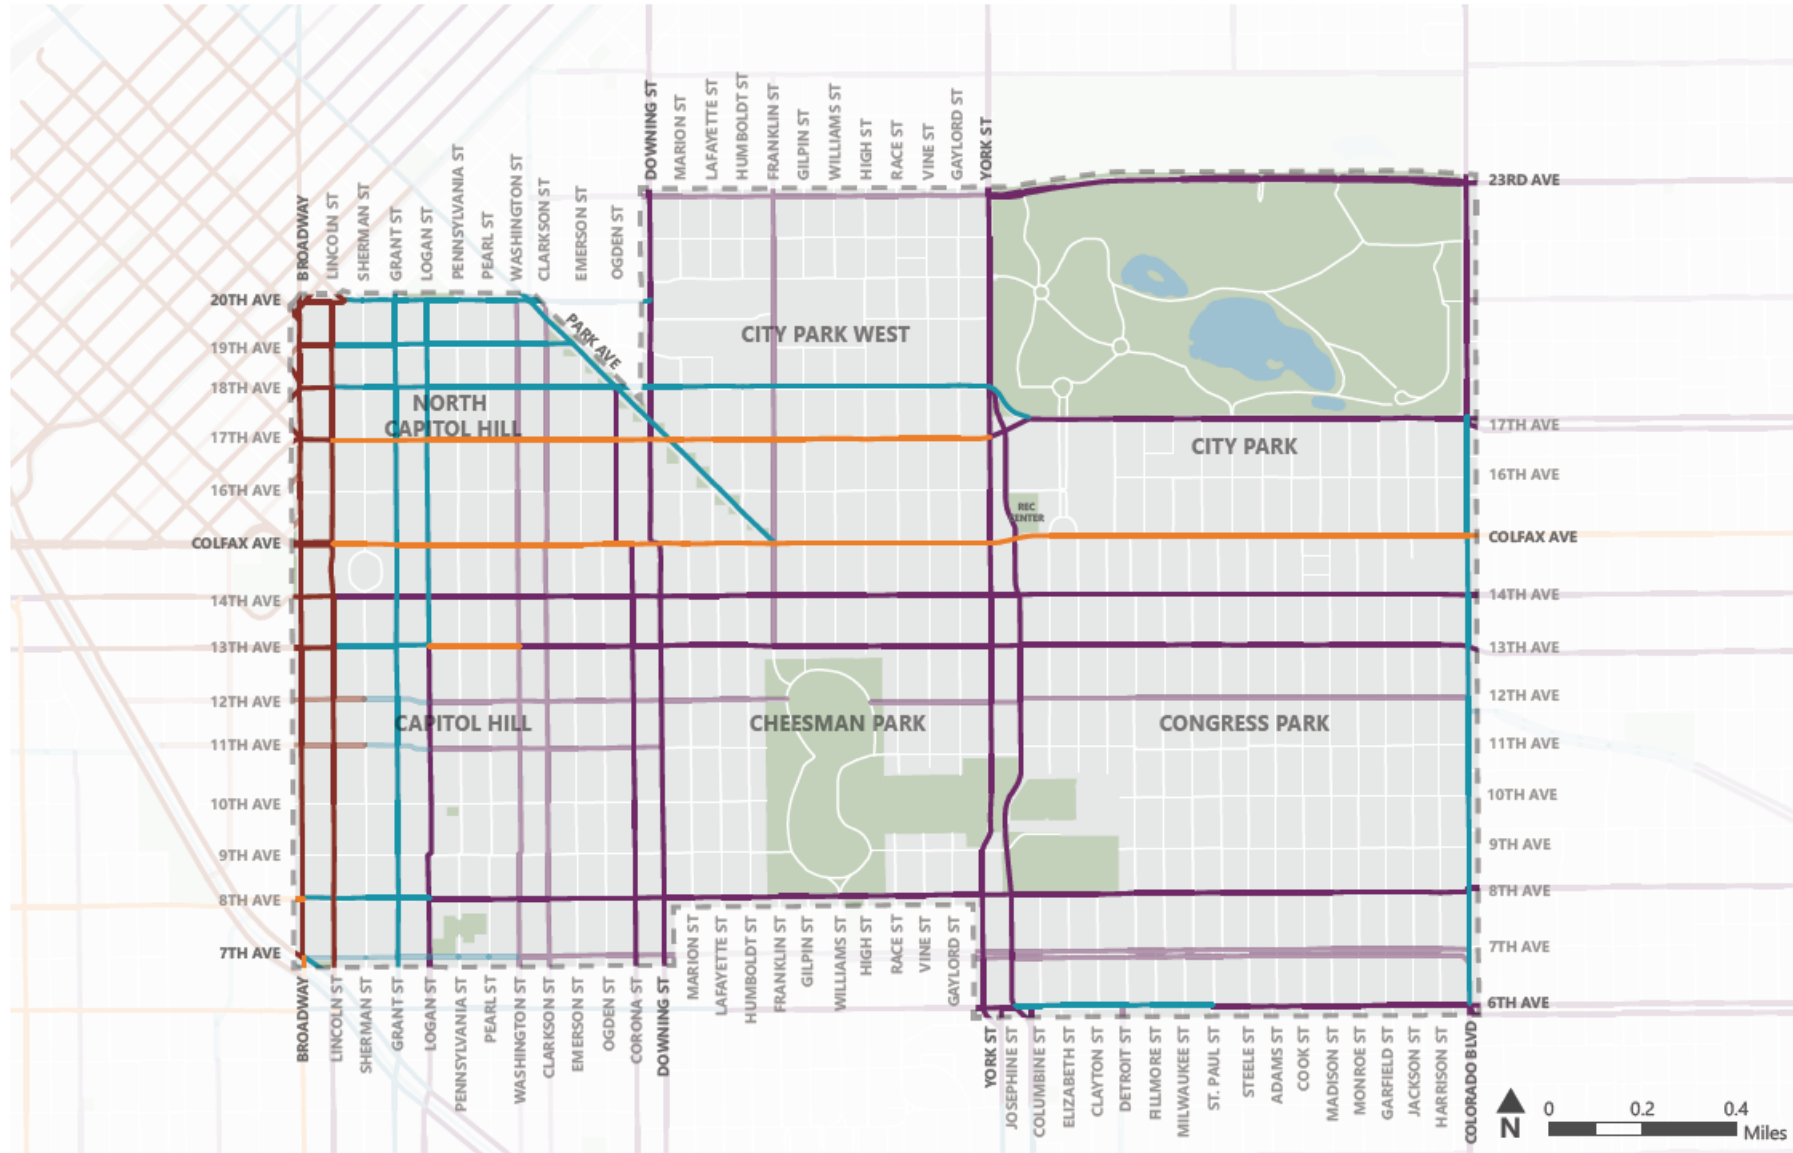 DOWNING ST
MARION ST
LAFAYETTE ST
HUMBOLDT ST
FRANKLIN ST
GILPIN ST
WILLIAMS ST
HIGH ST
RACE ST
VINE ST
GAYLORD ST
YORK ST
BROADWAY
LINCOLN ST
SHERMAN ST
GRANT ST
LOGAN ST
PENNSYLVANIA ST
PEARL ST
WASHINGTON ST
CLARKSON ST
EMERSON ST
OGDEN ST
PARK AVE
20TH AVE
19TH AVE
18TH AVE
17TH AVE
16TH AVE
COLFAX AVE
14TH AVE
13TH AVE
12TH AVE
11TH AVE
10TH AVE
9TH AVE
8TH AVE
7TH AVE
CITY PARK WEST
NORTH
CAPITOL HILL
CITY PARK
REC
CENTER
CAPITOL HILL
CHEESMAN PARK
CONGRESS PARK
23RD AVE
17TH AVE
16TH AVE
COLFAX AVE
14TH AVE
13TH AVE
12TH AVE
11TH AVE
10TH AVE
9TH AVE
8TH AVE
7TH AVE
6TH AVE
MARION ST
LAFAYETTE ST
HUMBOLDT ST
FRANKLIN ST
GILPIN ST
WILLIAMS ST
HIGH ST
RACE ST
VINE ST
GAYLORD ST
BROADWAY
LINCOLN ST
SHERMAN ST
GRANT ST
LOGAN ST
PENNSYLVANIA ST
PEARL ST
WASHINGTON ST
CLARKSON ST
EMERSON ST
OGDEN ST
CORONA ST
DOWNING ST
YORK ST
JOSEPHINE ST
COLUMBINE ST
ELIZABETH ST
CLAYTON ST
DETROIT ST
FILLMORE ST
MILWAUKEE ST
ST. PAUL ST
STEELE ST
ADAMS ST
COOK ST
MADISON ST
MONROE ST
GARFIELD ST
JACKSON ST
HARRISON ST
COLORADO BLVD
N
0 0.2 0.4
Miles